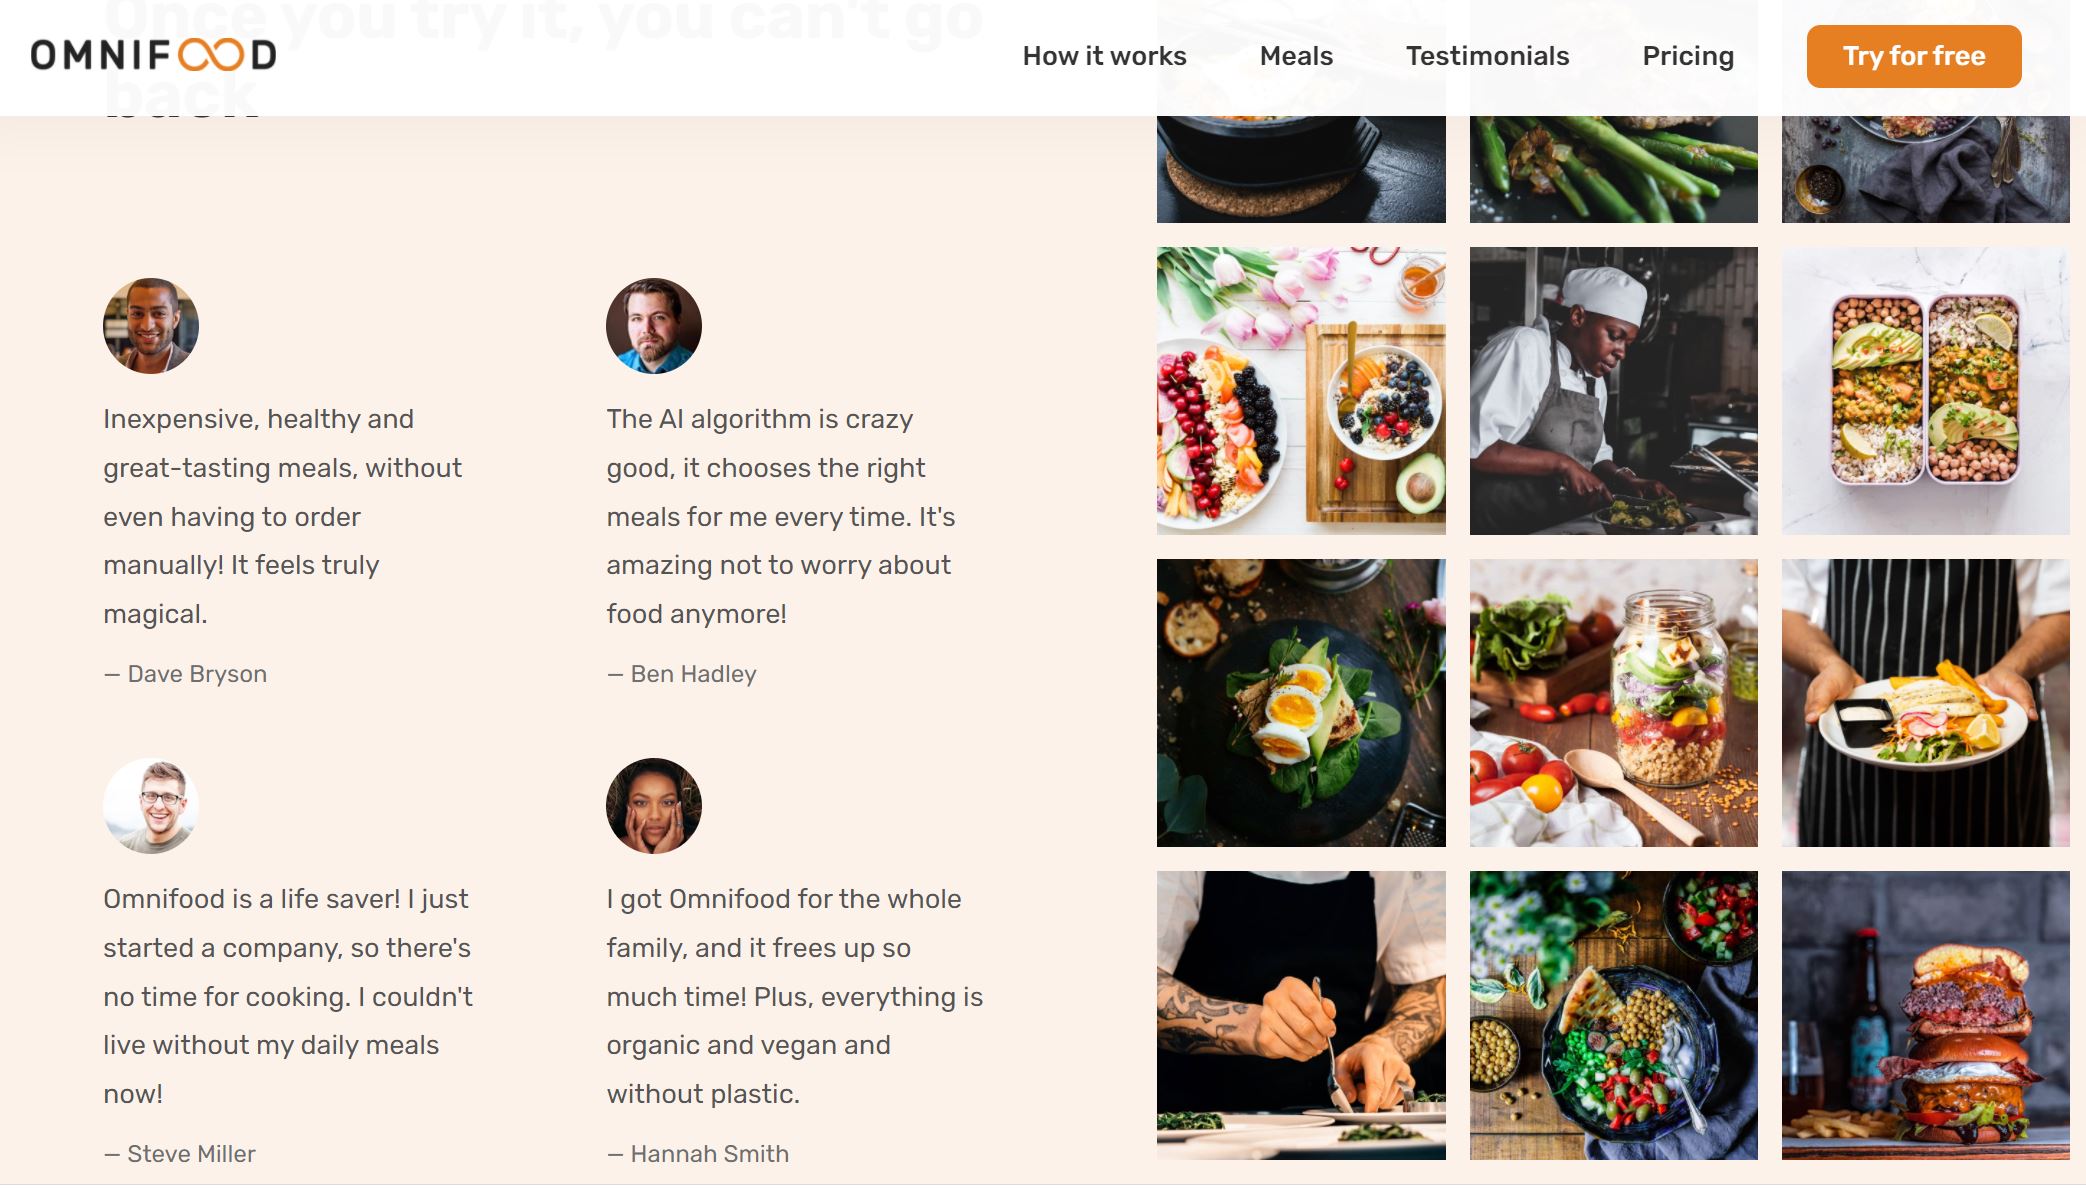 Once you try it, you can't go
back
OMNIFOOD
How it works
Meals
Testimonials
Pricing
Try for free
Inexpensive, healthy and
great-tasting meals, without
even having to order
manually! It feels truly
magical.
— Dave Bryson
The AI algorithm is crazy
good, it chooses the right
meals for me every time. It's
amazing not to worry about
food anymore!
— Ben Hadley
Omnifood is a life saver! I just
started a company, so there's
no time for cooking. I couldn't
live without my daily meals
now!
— Steve Miller
I got Omnifood for the whole
family, and it frees up so
much time! Plus, everything is
organic and vegan and
without plastic.
— Hannah Smith